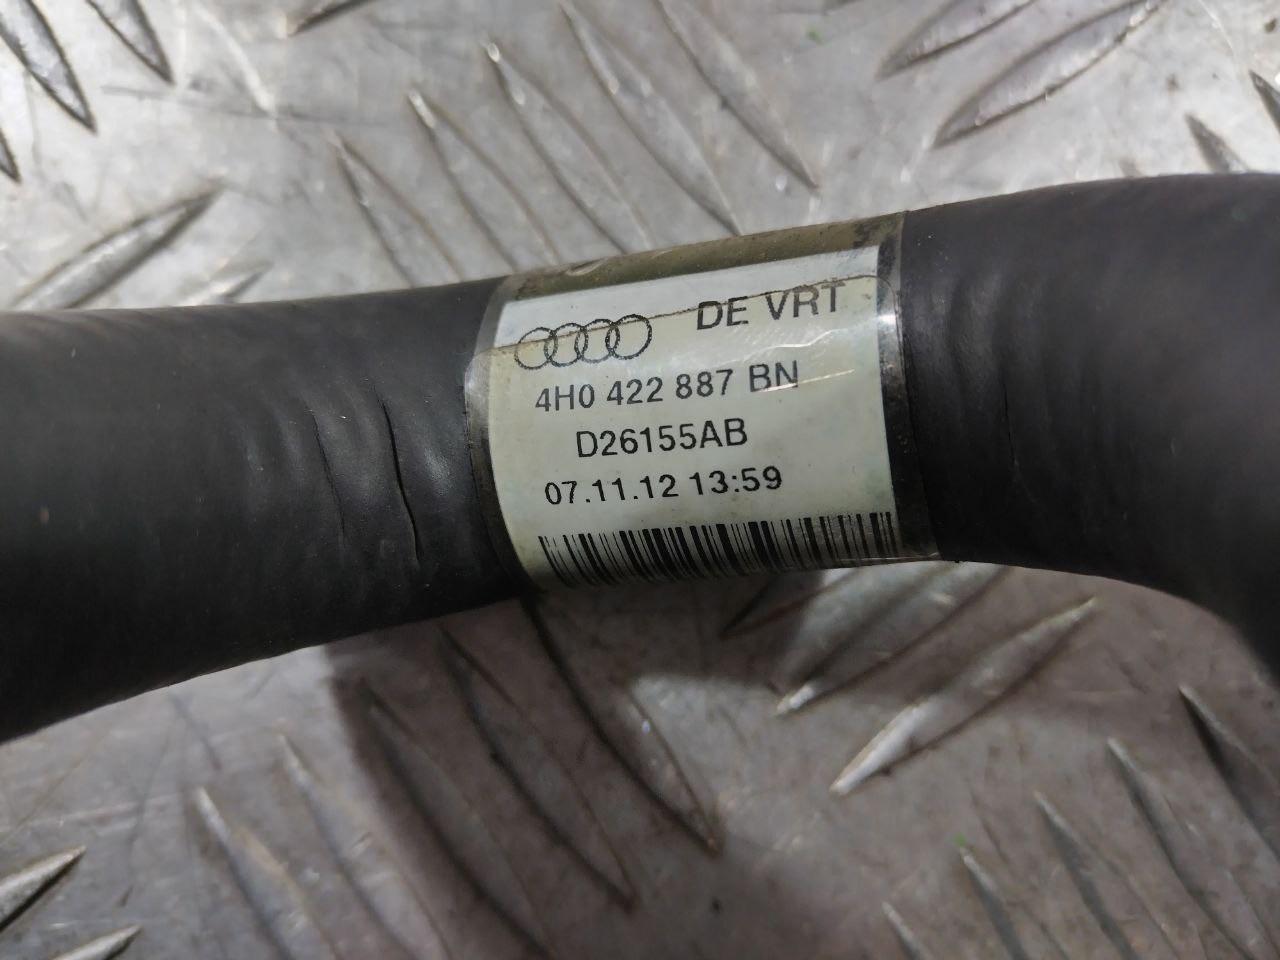 DE VRT
4H0 422 887 BN
D26155AB
07.11.12 13:59